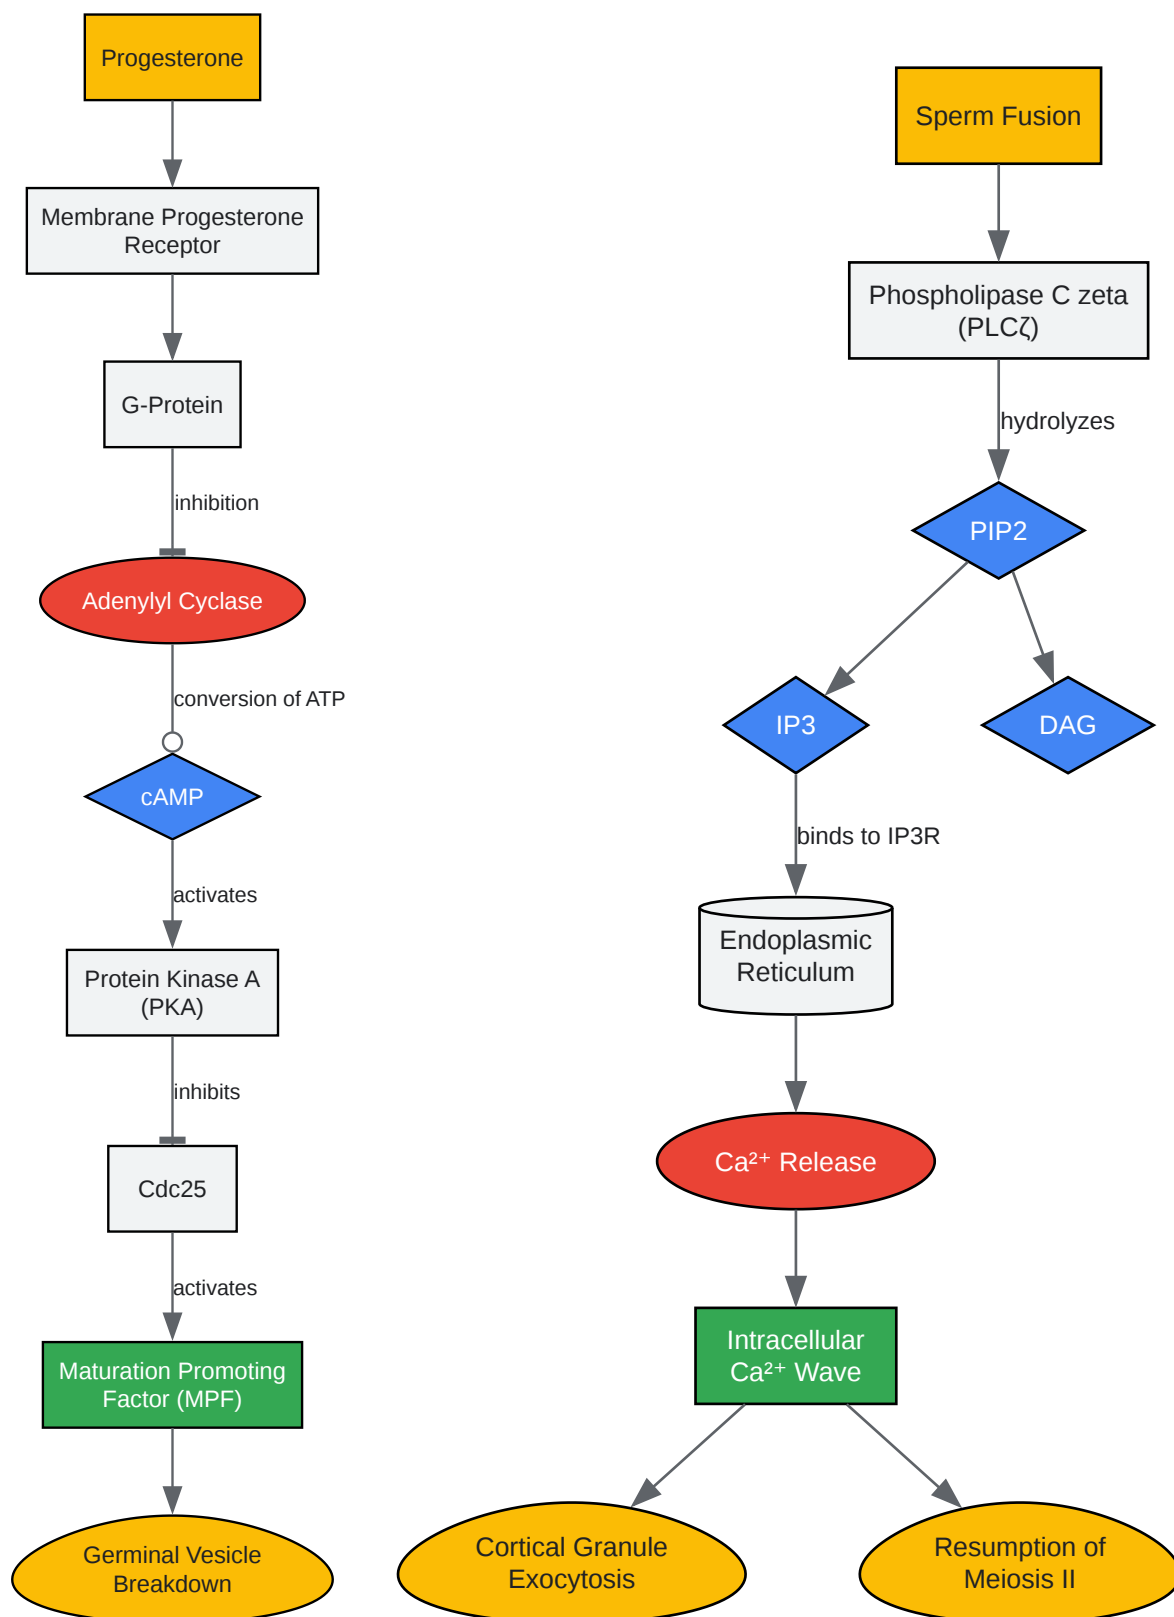 Progesterone
Membrane Progesterone
Receptor
G-Protein
inhibition
Adenylyl Cyclase
conversion of ATP
cAMP
activates
Protein Kinase A
(PKA)
inhibits
Cdc25
activates
Maturation Promoting
Factor (MPF)
Germinal Vesicle
Breakdown
Sperm Fusion
Phospholipase C zeta
(PLCζ)
hydrolyzes
PIP2
IP3
DAG
binds to IP3R
Endoplasmic
Reticulum
Ca²⁺ Release
Intracellular
Ca²⁺ Wave
Cortical Granule
Exocytosis
Resumption of
Meiosis II